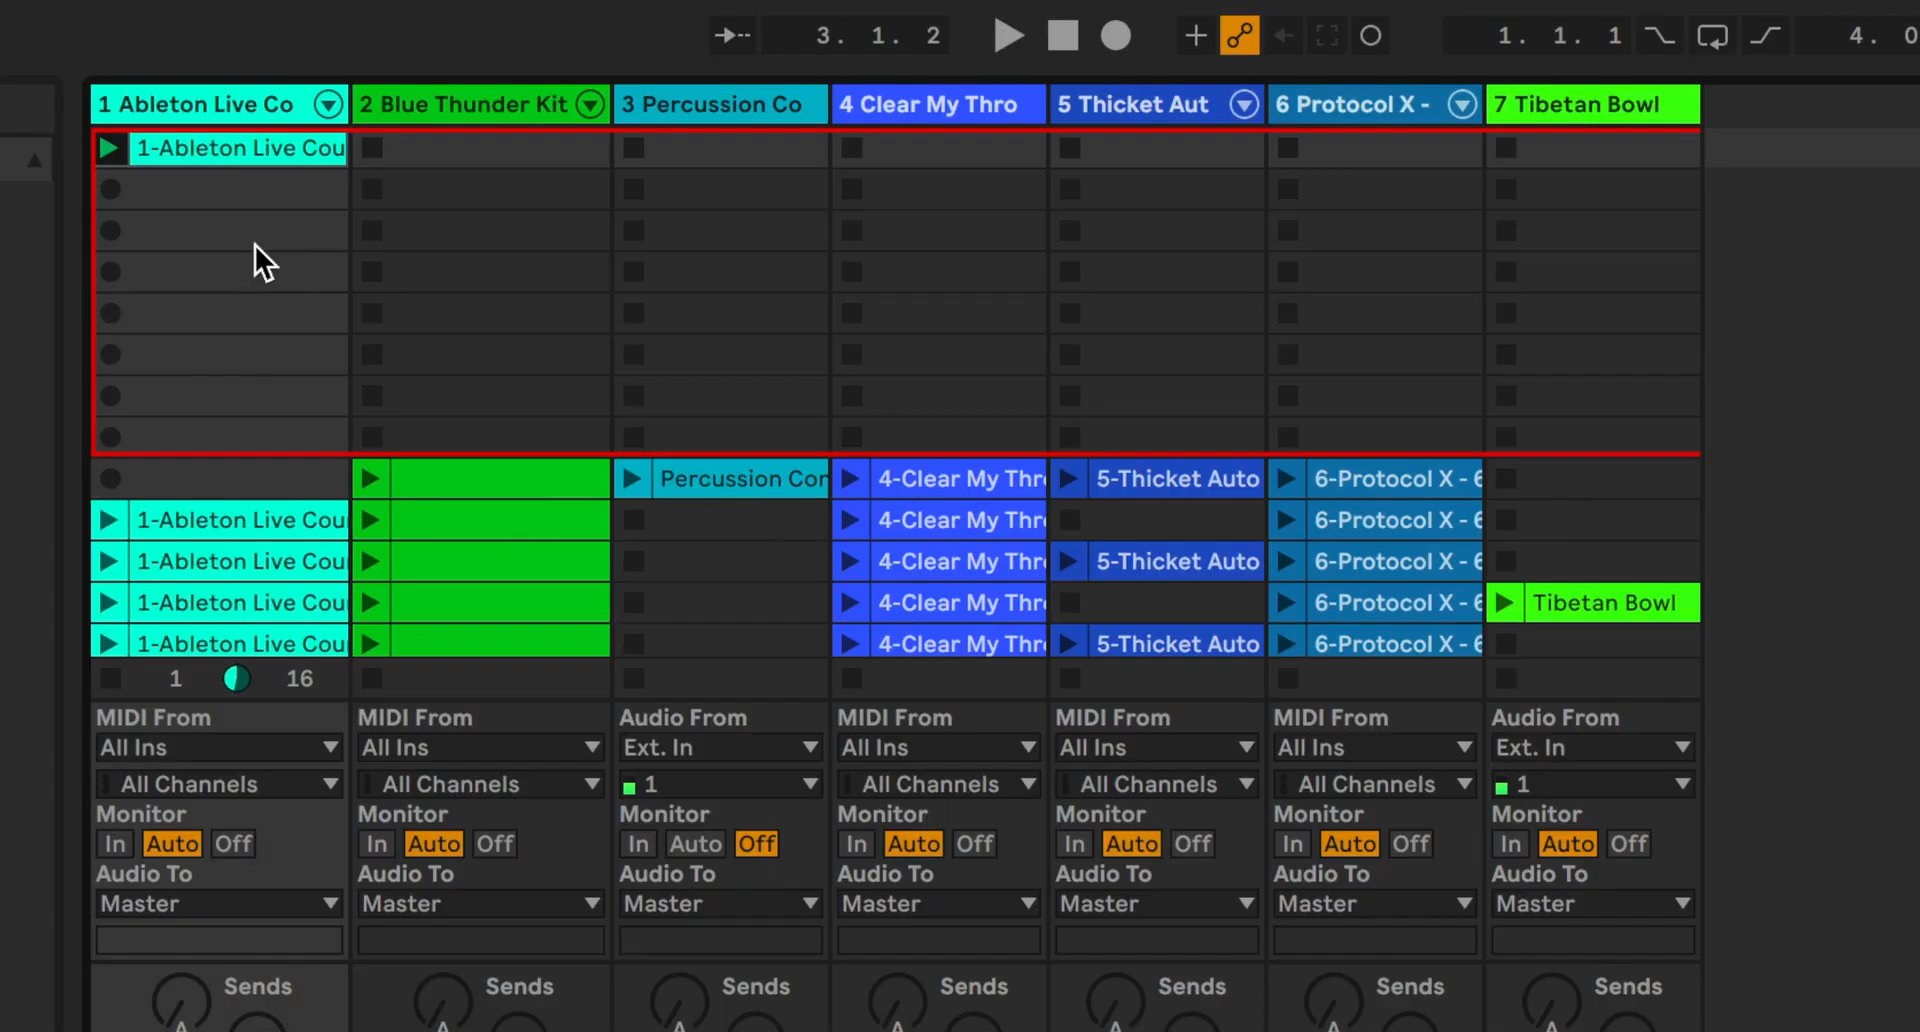 3. 1. 2
1. 1. 1
4. 0
1 Ableton Live Co
2 Blue Thunder Kit
3 Percussion Co
4 Clear My Thro
5 Thicket Aut
6 Protocol X -
7 Tibetan Bowl
1-Ableton Live Cou
Percussion Cor
4-Clear My Thr
5-Thicket Auto
6-Protocol X - 6
1-Ableton Live Cou
4-Clear My Thr
6-Protocol X - 6
1-Ableton Live Cou
4-Clear My Thr
5-Thicket Auto
6-Protocol X - 6
1-Ableton Live Cou
4-Clear My Thr
6-Protocol X - 6
Tibetan Bowl
1-Ableton Live Cou
4-Clear My Thr
5-Thicket Auto
6-Protocol X - 6
1 16
MIDI From MIDI From Audio From MIDI From MIDI From MIDI From Audio From
All Ins All Ins Ext. In All Ins All Ins All Ins Ext. In
All Channels All Channels 1 All Channels All Channels All Channels 1
Monitor Monitor Monitor Monitor Monitor Monitor Monitor
In Auto Off In Auto Off In Auto Off In Auto Off In Auto Off In Auto Off In Auto Off
Audio To Audio To Audio To Audio To Audio To Audio To Audio To
Master Master Master Master Master Master Master
Sends Sends Sends Sends Sends Sends Sends
A A A A A A A